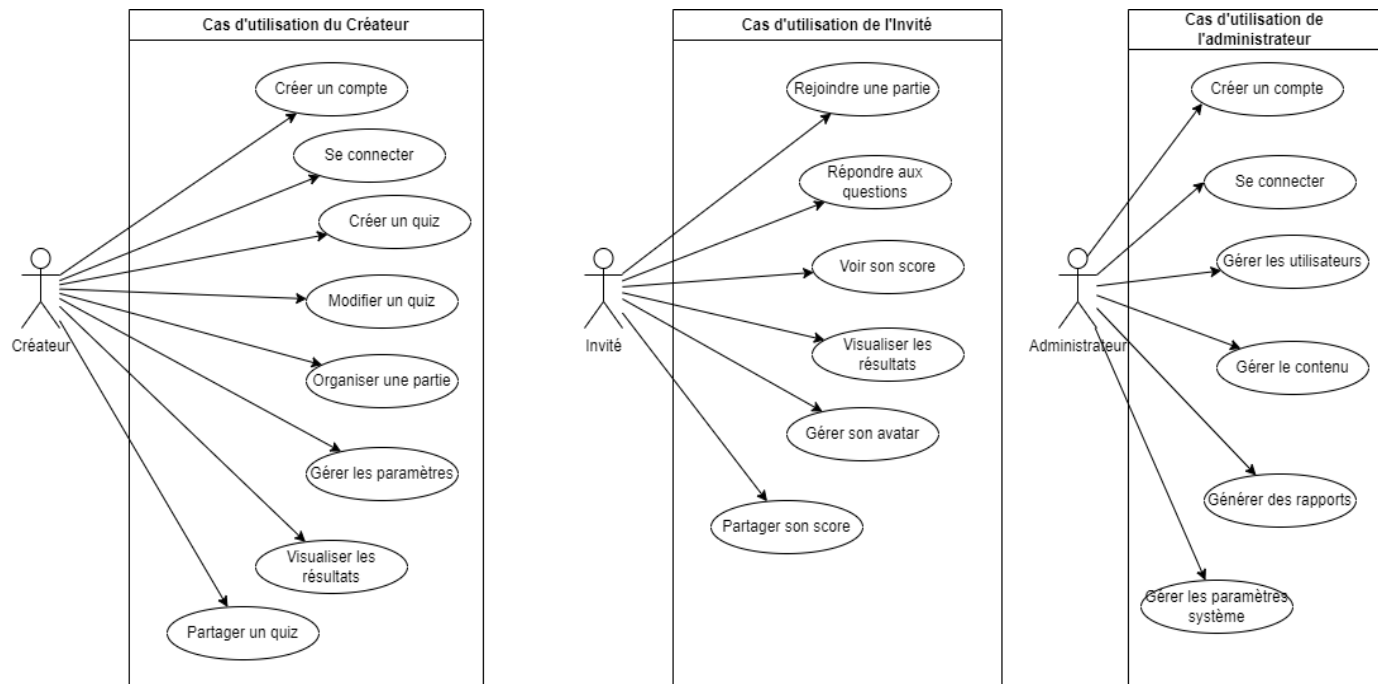 Cas d'utilisation du Créateur
Créer un compte
Se connecter
Créer un quiz
Modifier un quiz
Créateur
Organiser une partie
Gérer les paramètres
Visualiser les
résultats
Partager un quiz
Cas d'utilisation de l'Invité
Rejoindre une partie
Répondre aux
questions
Voir son score
Invité
Visualiser les
résultats
Gérer son avatar
Partager son score
Cas d'utilisation de
l'administrateur
Créer un compte
Se connecter
Gérer les utilisateurs
Administrateur
Gérer le contenu
Générer des rapports
Gérer les paramètres
système